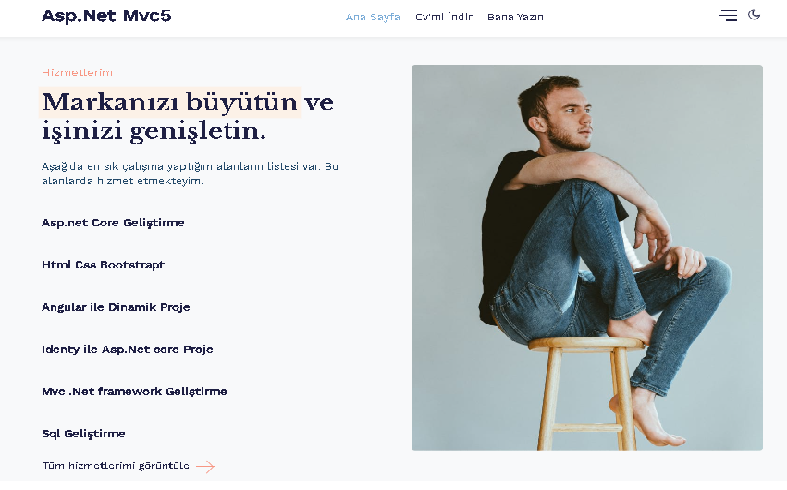 Asp.Net Mvc5
Ana Sayfa Cv'mi İndir Bana Yazın
Hizmetlerim
Markanızı büyütün ve
işinizi genişletin.
Aşağıda en sık çalışma yaptığım alanların listesi var. Bu
alanlarda hizmet etmekteyim.
Asp.net Core Geliştirme
Html Css Bootstrapt
Angular ile Dinamik Proje
Identy ile Asp.Net core Proje
Mvc .Net framework Geliştirme
Sql Geliştirme
Tüm hizmetlerimi görüntüle